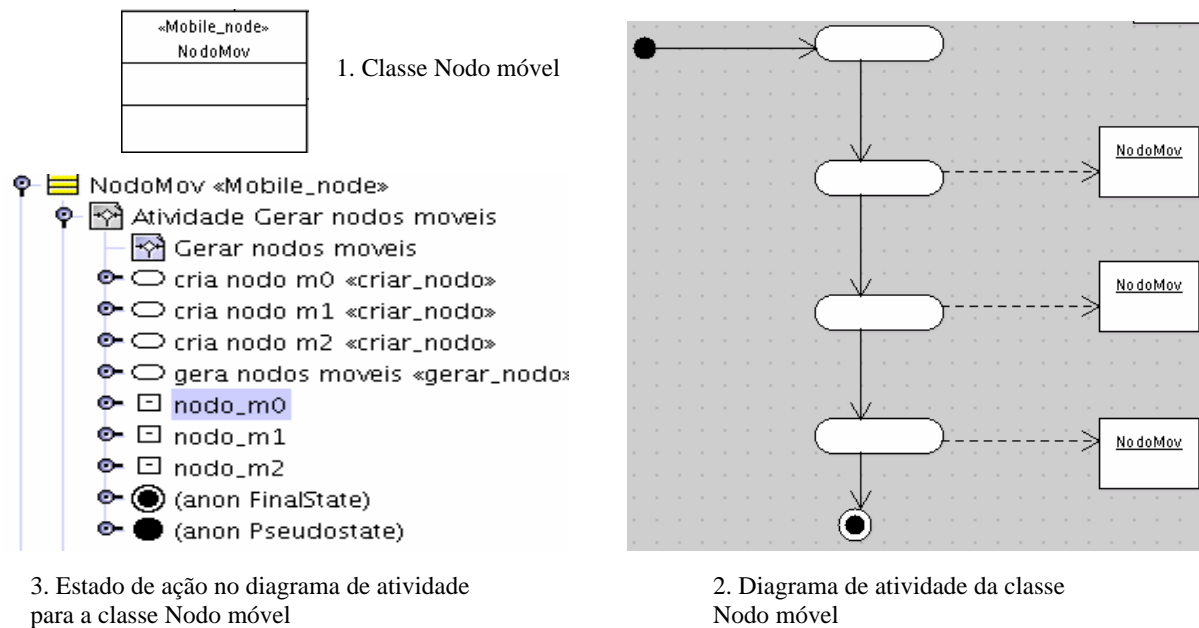 «Mobile_node»
NodoMov
1. Classe Nodo móvel
NodoMov «Mobile_node»
Atividade Gerar nodos moveis
Gerar nodos moveis
cria nodo m0 «criar_nodo»
cria nodo m1 «criar_nodo»
cria nodo m2 «criar_nodo»
gera nodos moveis «gerar_nodo»
nodo_m0
nodo_m1
nodo_m2
(anon FinalState)
(anon Pseudostate)
3. Estado de ação no diagrama de atividade
para a classe Nodo móvel
NodoMov
NodoMov
NodoMov
2. Diagrama de atividade da classe
Nodo móvel